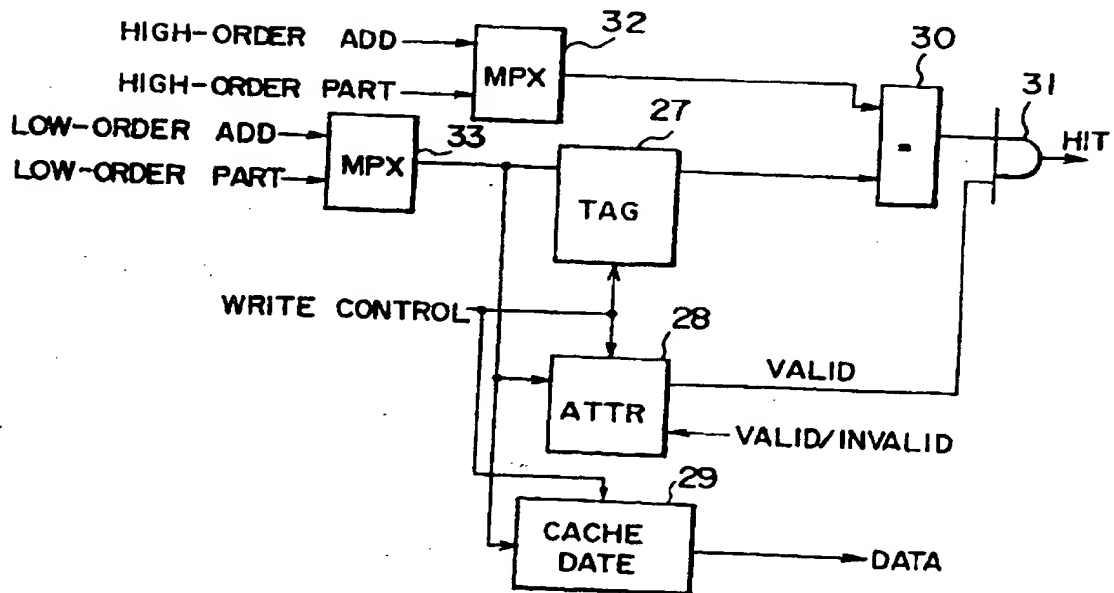 HIGH-ORDER ADD
32
MPX
HIGH-ORDER PART
30
LOW-ORDER ADD
33
27
31
HIT
MPX
=
LOW-ORDER PART
TAG
WRITE CONTROL
28
VALID
ATTR
VALID/INVALID
29
CACHE
DATE
DATA